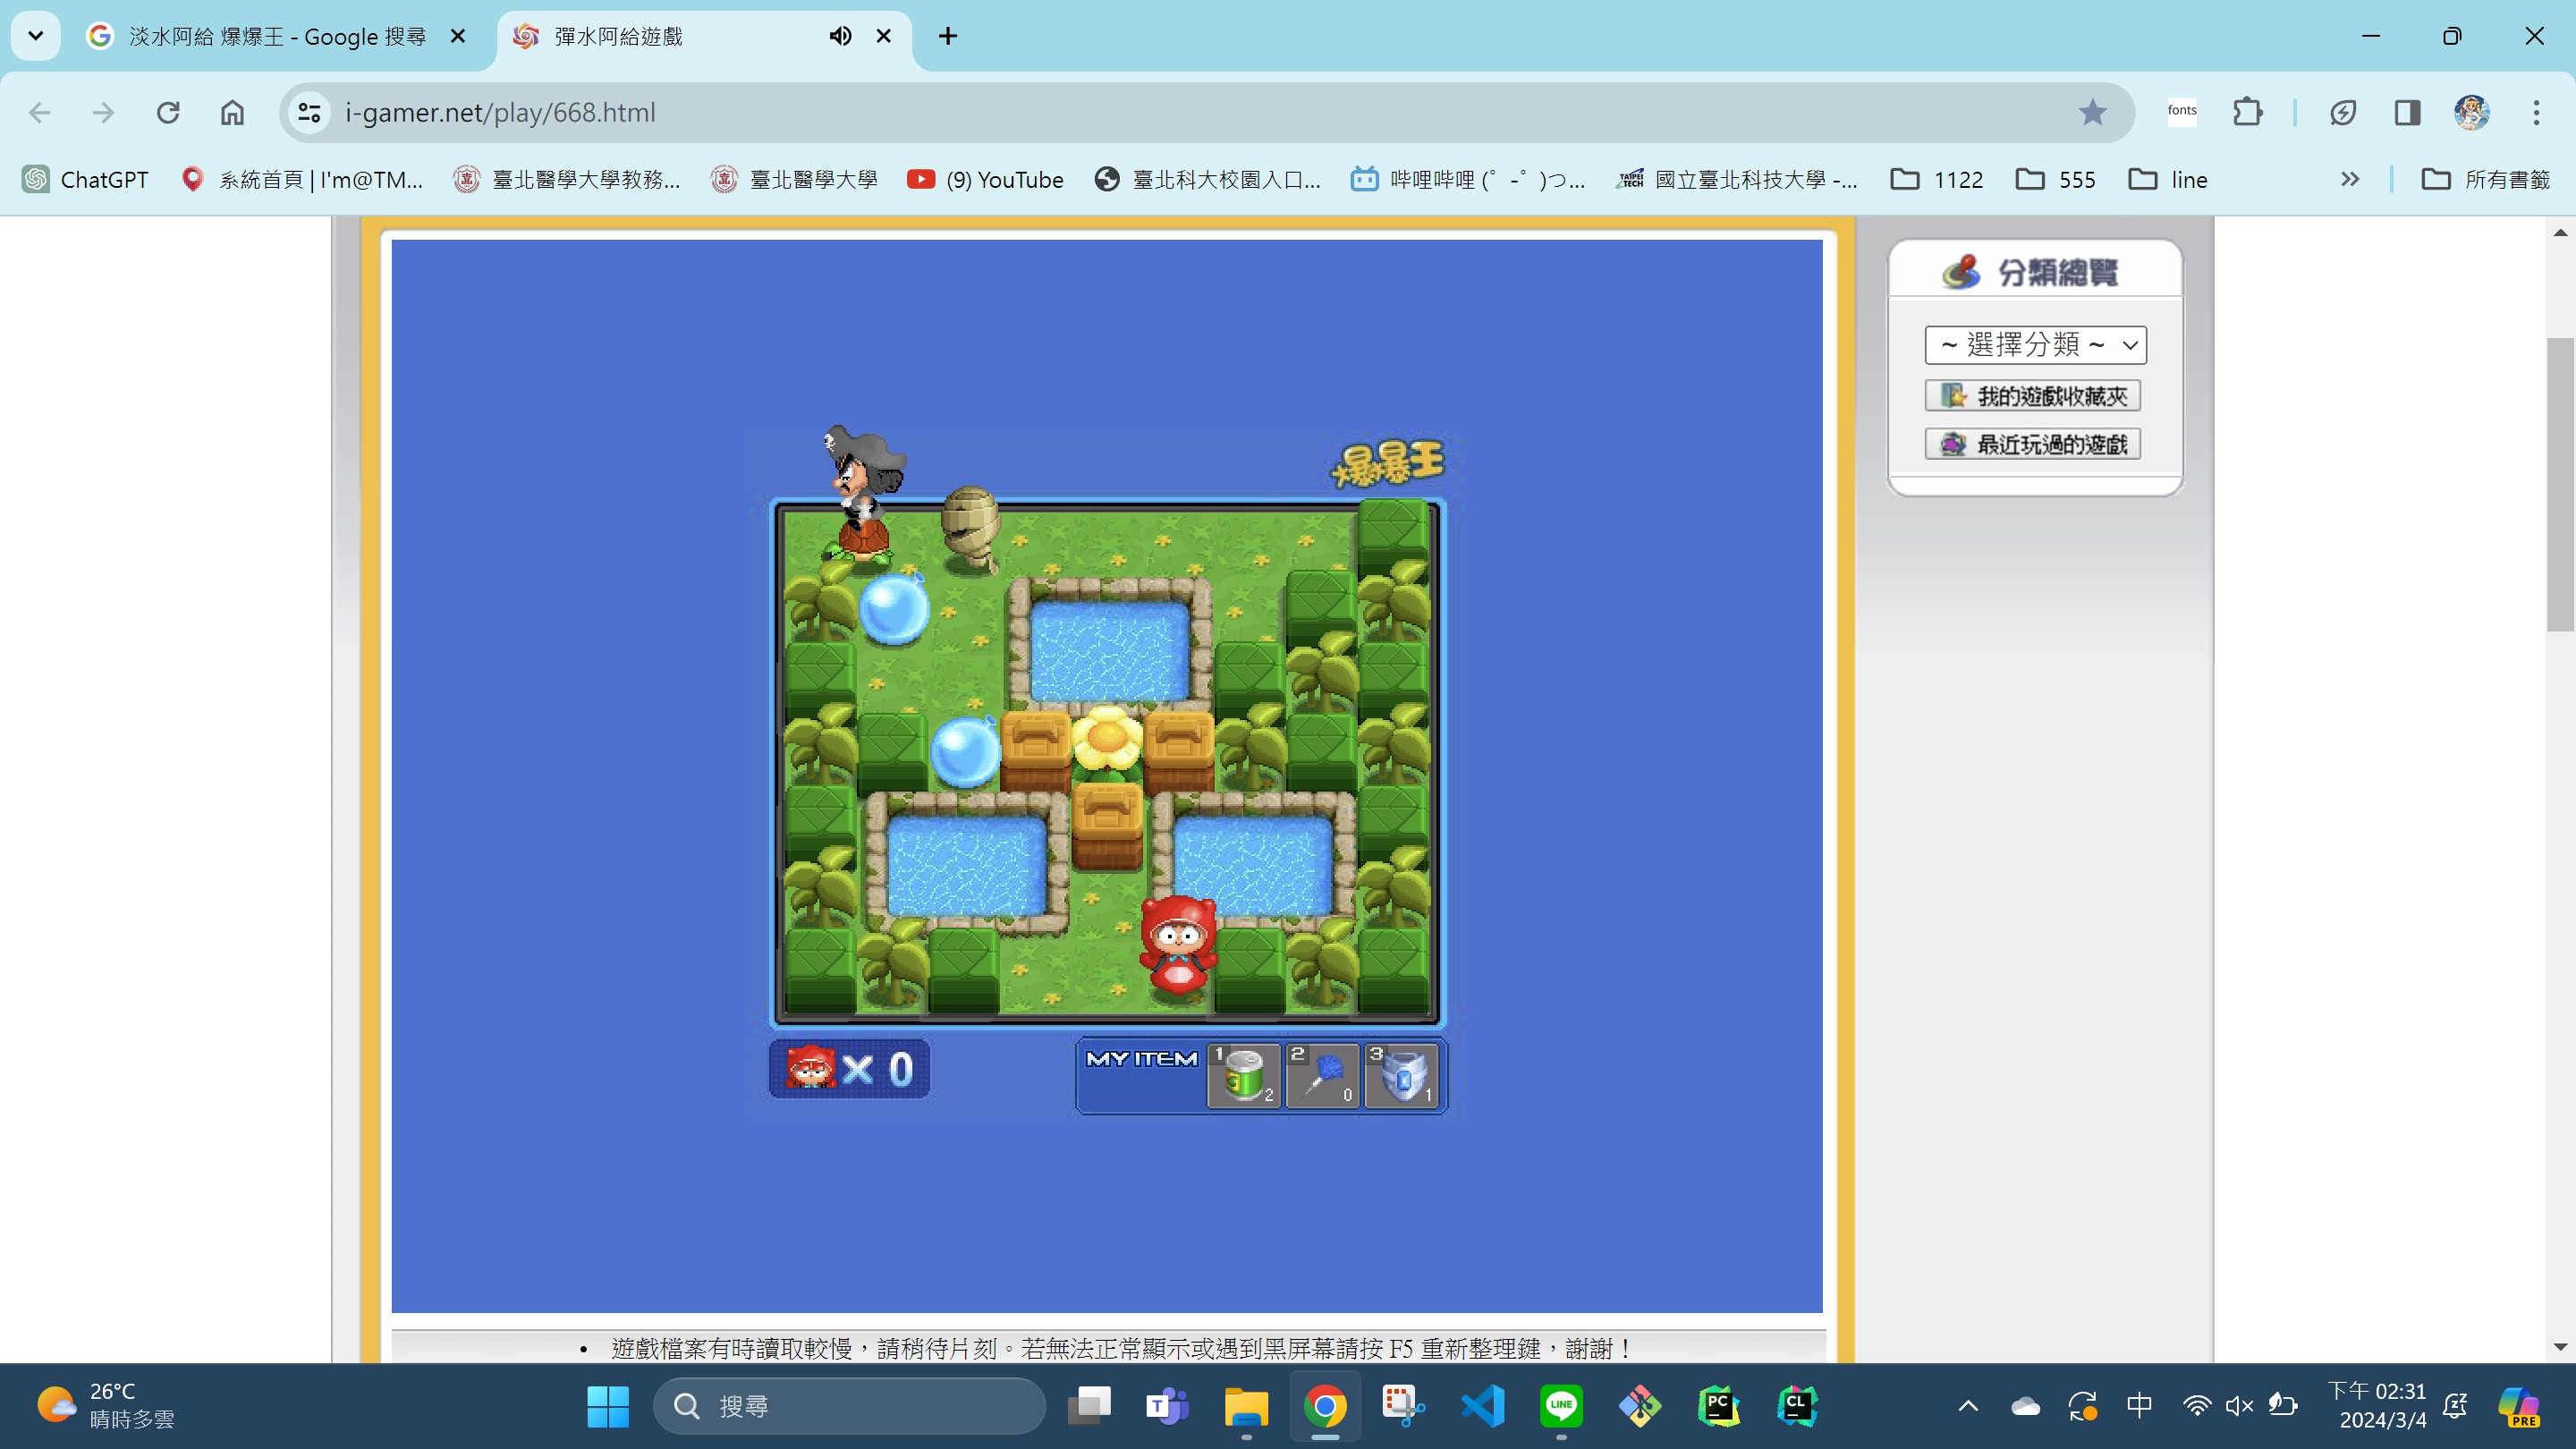 淡水阿給 爆爆王 - Google 搜尋
彈水阿給遊戲
i-gamer.net/play/668.html
fonts
ChatGPT
系統首頁 | I'm@TM...
臺北醫學大學教務...
臺北醫學大學
(9) YouTube
臺北科大校園入口...
哔哩哔哩 (゜-゜)つ...
TAIPEI TECH
國立臺北科技大學 -...
1122
555
line
所有書籤
分類總覽
~ 選擇分類 ~
我的遊戲收藏夾
最近玩過的遊戲
爆爆王
× 0
MY ITEM
1 2
2 0
3 1
• 遊戲檔案有時讀取較慢，請稍待片刻。若無法正常顯示或遇到黑屏幕請按 F5 重新整理鍵，謝謝！
26°C
晴時多雲
搜尋
T
LINE
PC
CL
中
下午 02:31
2024/3/4
PRE